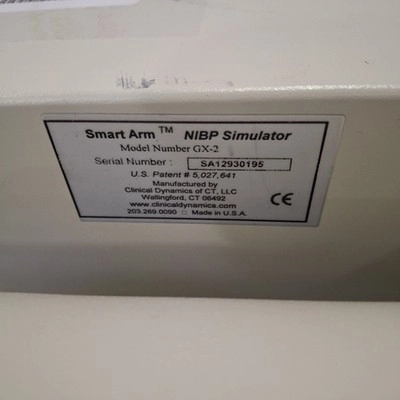 Smart Arm™ NIBP Simulator
Model Number GX-2
Serial Number : SA12930195
U.S. Patent # 5,027,641
Manufactured by
Clinical Dynamics of CT, LLC
Wallingford, CT 06492
www.clinicaldynamics.com
203.269.0090 □ Made in U.S.A.
CE